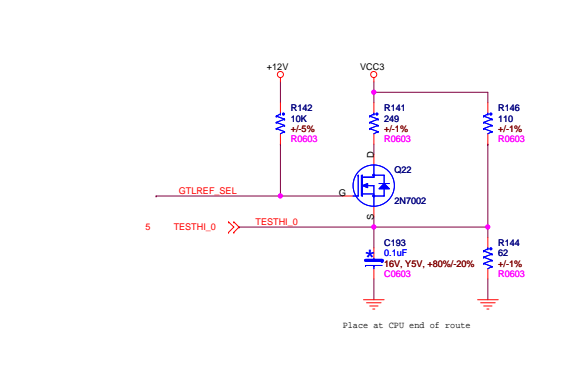 +12V
VCC3
R142
10K
+/-5%
R0603
R141
249
+/-1%
R0603
R146
110
+/-1%
R0603
D
Q22
GTLREF_SEL
G
2N7002
S
5 TESTHI_0
TESTHI_0
C193
0.1uF
16V, Y5V, +80%/-20%
C0603
R144
62
+/-1%
R0603
Place at CPU end of route